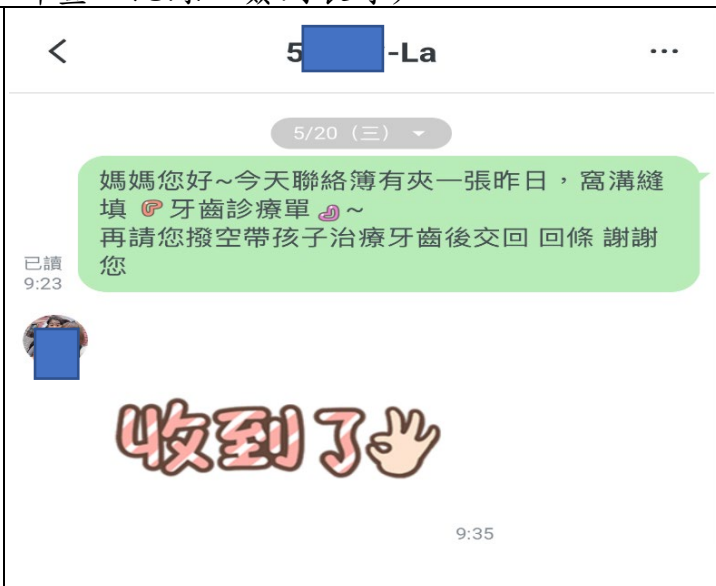 5 -La
5/20 (三)
媽媽您好~今天聯絡簿有夾一張昨日，窩溝縫
填 牙齒診療單 ~
再請您撥空帶孩子治療牙齒後交回 回條 謝謝
您
已讀
9:23
收到了
9:35